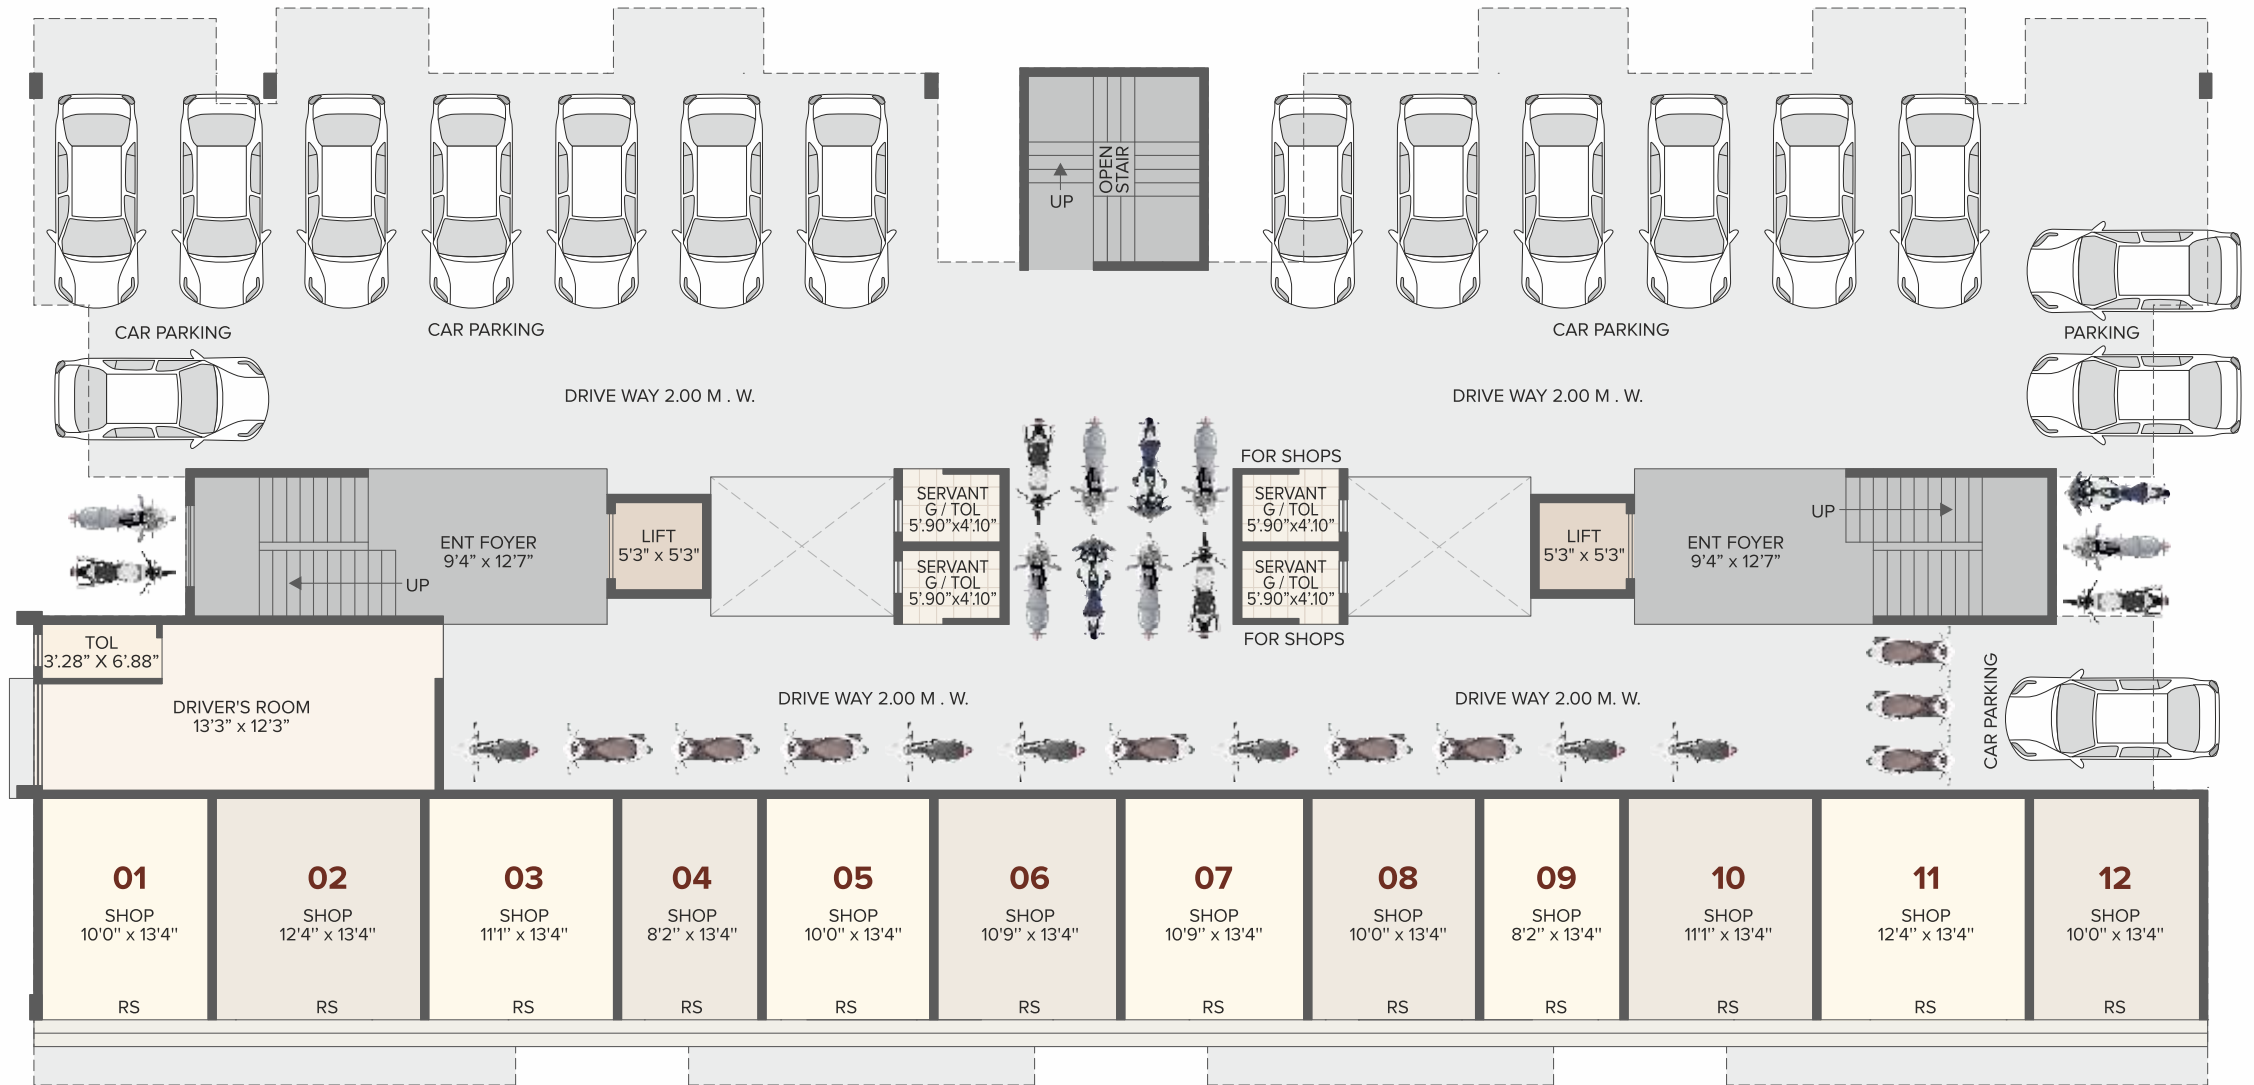 OPEN
STAIR
UP
CAR PARKING
CAR PARKING
CAR PARKING
PARKING
DRIVE WAY 2.00 M . W.
DRIVE WAY 2.00 M . W.
FOR SHOPS
SERVANT
G / TOL
5'.90"x4'.10"
SERVANT
G / TOL
5'.90"x4'.10"
UP
ENT FOYER
9'4" x 12'7"
LIFT
5'3" x 5'3"
LIFT
5'3" x 5'3"
ENT FOYER
9'4" x 12'7"
UP
SERVANT
G / TOL
5'.90"x4'.10"
SERVANT
G / TOL
5'.90"x4'.10"
FOR SHOPS
TOL
3'.28" X 6'.88"
DRIVER'S ROOM
13'3" x 12'3"
DRIVE WAY 2.00 M . W.
DRIVE WAY 2.00 M. W.
CAR PARKING
01
SHOP
10'0" x 13'4"
RS
02
SHOP
12'4" x 13'4"
RS
03
SHOP
11'1" x 13'4"
RS
04
SHOP
8'2" x 13'4"
RS
05
SHOP
10'0" x 13'4"
RS
06
SHOP
10'9" x 13'4"
RS
07
SHOP
10'9" x 13'4"
RS
08
SHOP
10'0" x 13'4"
RS
09
SHOP
8'2" x 13'4"
RS
10
SHOP
11'1" x 13'4"
RS
11
SHOP
12'4" x 13'4"
RS
12
SHOP
10'0" x 13'4"
RS